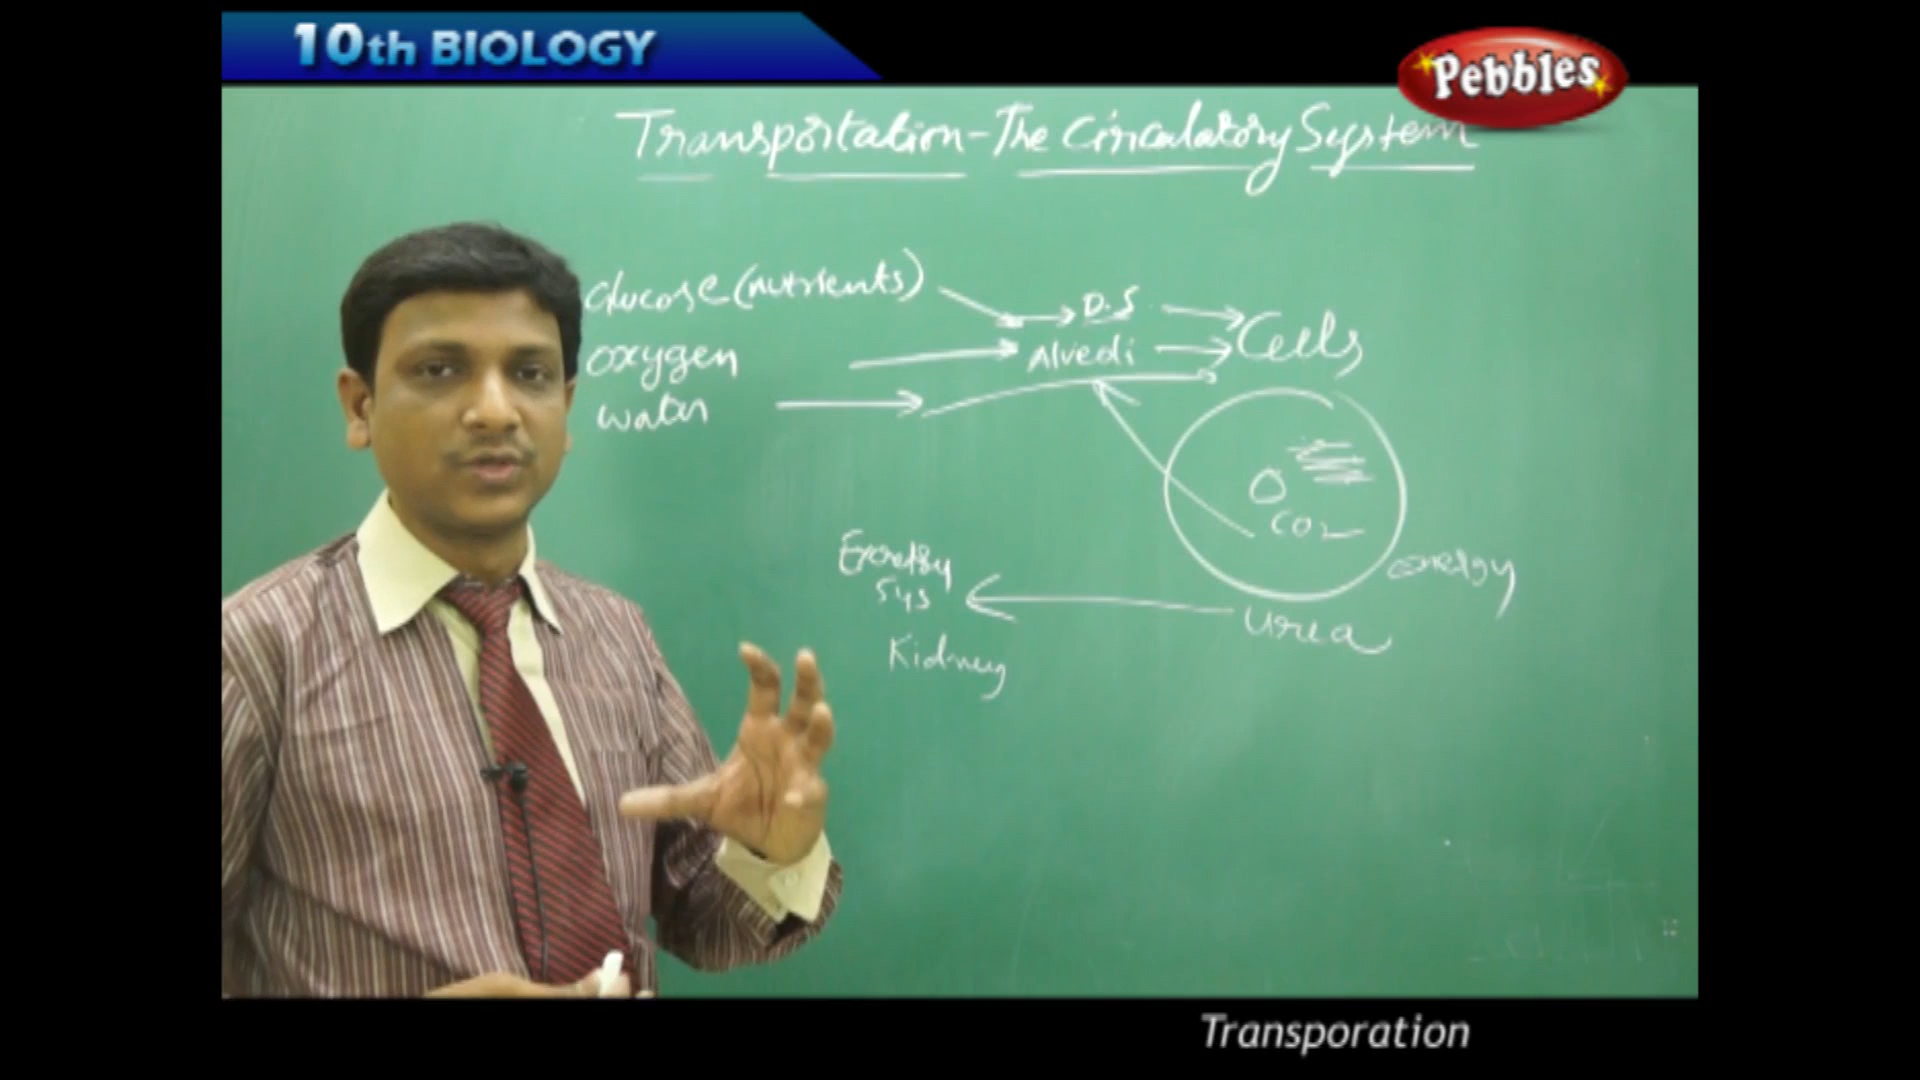 10th BIOLOGY
Pebbles
Transportation - The Circulatory System
Glucose (nutrients)
D.S
oxygen
Alveoli
Cells
water
CO2
energy
Sys
urea
Kidney
Transporation